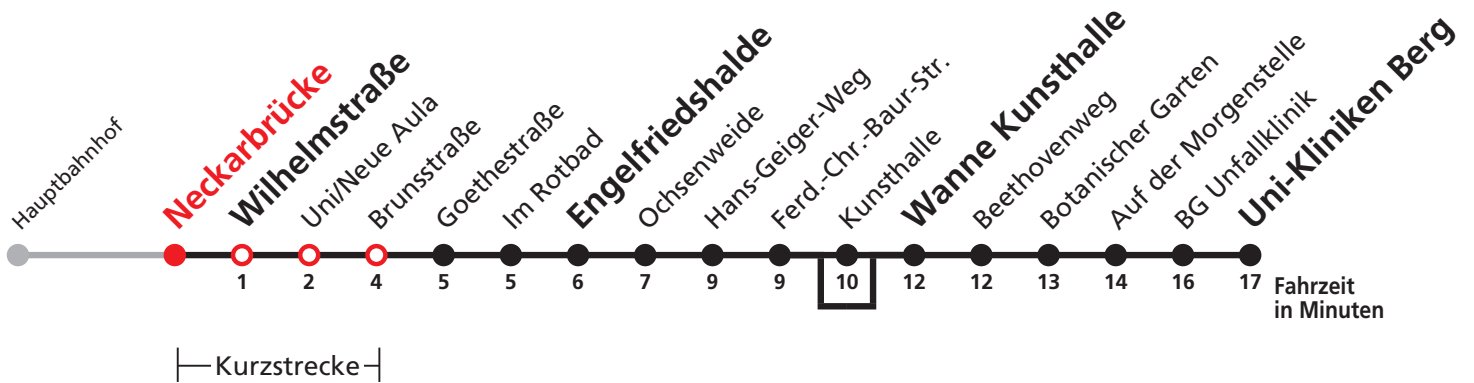 Hauptbahnhof
Neckarbrücke
Wilhelmstraße
Uni/Neue Aula
Brunsstraße
Goethestraße
Im Rotbad
Engelfriedshalde
Ochsenweide
Hans-Geiger-Weg
Ferd.-Chr.-Baur-Str.
Kunsthalle
Wanne Kunsthalle
Beethovenweg
Botanischer Garten
Auf der Morgenstelle
BG Unfallklinik
Uni-Kliniken Berg
1 2 4 5 5 6 7 9 9 10 12 12 13 14 16 17 Fahrzeit
in Minuten
Kurzstrecke